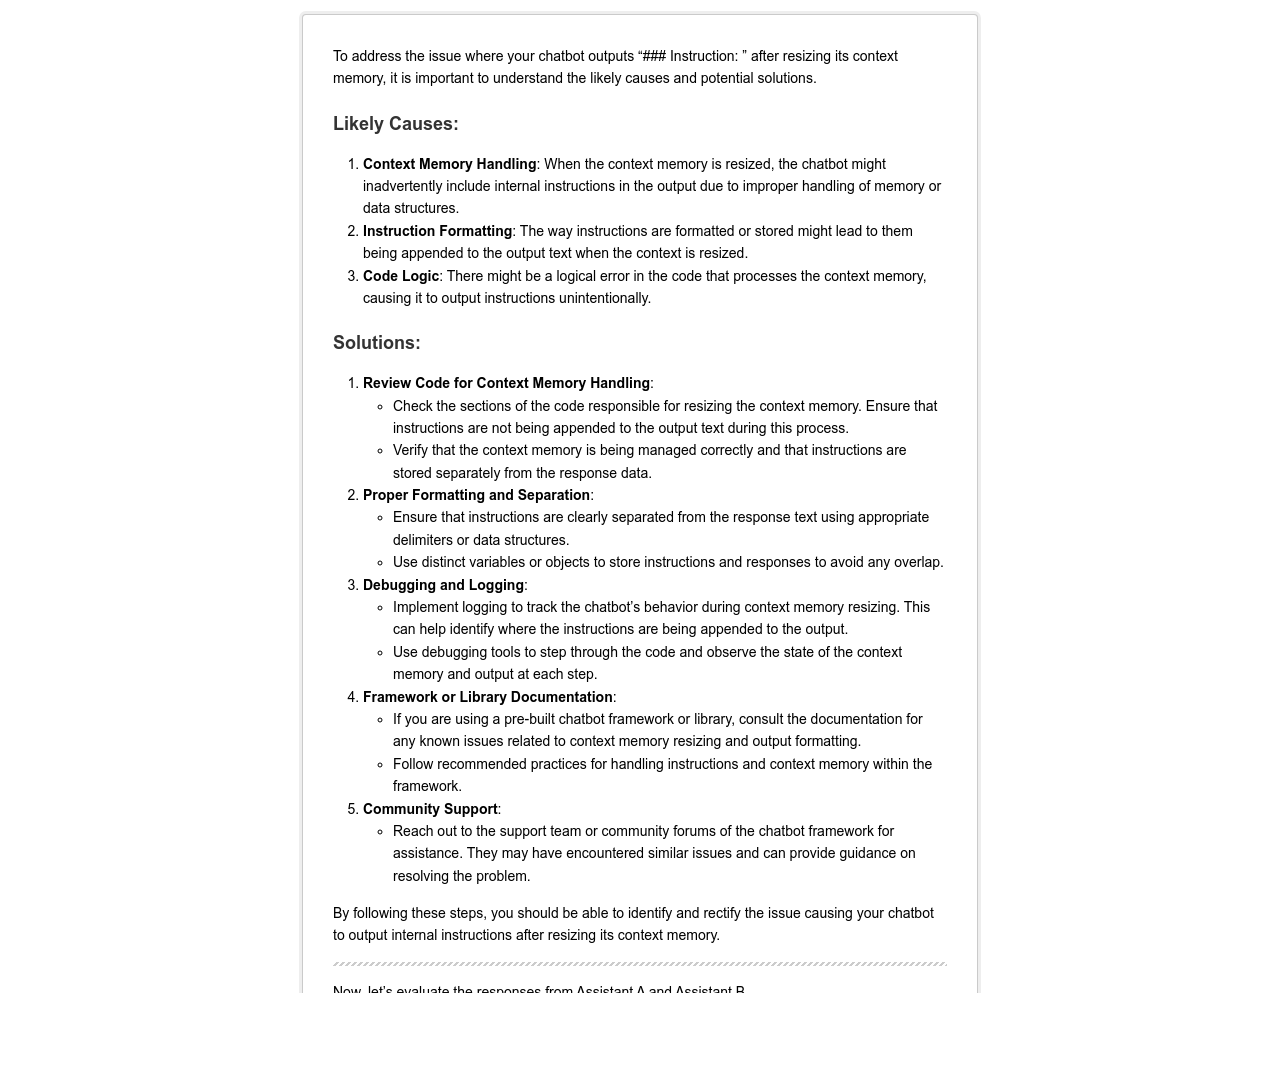 To address the issue where your chatbot outputs “### Instruction: ” after resizing its context
memory, it is important to understand the likely causes and potential solutions.
Likely Causes:
1. Context Memory Handling: When the context memory is resized, the chatbot might
inadvertently include internal instructions in the output due to improper handling of memory or
data structures.
2. Instruction Formatting: The way instructions are formatted or stored might lead to them
being appended to the output text when the context is resized.
3. Code Logic: There might be a logical error in the code that processes the context memory,
causing it to output instructions unintentionally.
Solutions:
1. Review Code for Context Memory Handling:
◦ Check the sections of the code responsible for resizing the context memory. Ensure that
instructions are not being appended to the output text during this process.
◦ Verify that the context memory is being managed correctly and that instructions are
stored separately from the response data.
2. Proper Formatting and Separation:
◦ Ensure that instructions are clearly separated from the response text using appropriate
delimiters or data structures.
◦ Use distinct variables or objects to store instructions and responses to avoid any overlap.
3. Debugging and Logging:
◦ Implement logging to track the chatbot’s behavior during context memory resizing. This
can help identify where the instructions are being appended to the output.
◦ Use debugging tools to step through the code and observe the state of the context
memory and output at each step.
4. Framework or Library Documentation:
◦ If you are using a pre-built chatbot framework or library, consult the documentation for
any known issues related to context memory resizing and output formatting.
◦ Follow recommended practices for handling instructions and context memory within the
framework.
5. Community Support:
◦ Reach out to the support team or community forums of the chatbot framework for
assistance. They may have encountered similar issues and can provide guidance on
resolving the problem.
By following these steps, you should be able to identify and rectify the issue causing your chatbot
to output internal instructions after resizing its context memory.
Now, let’s evaluate the responses from Assistant A and Assistant B